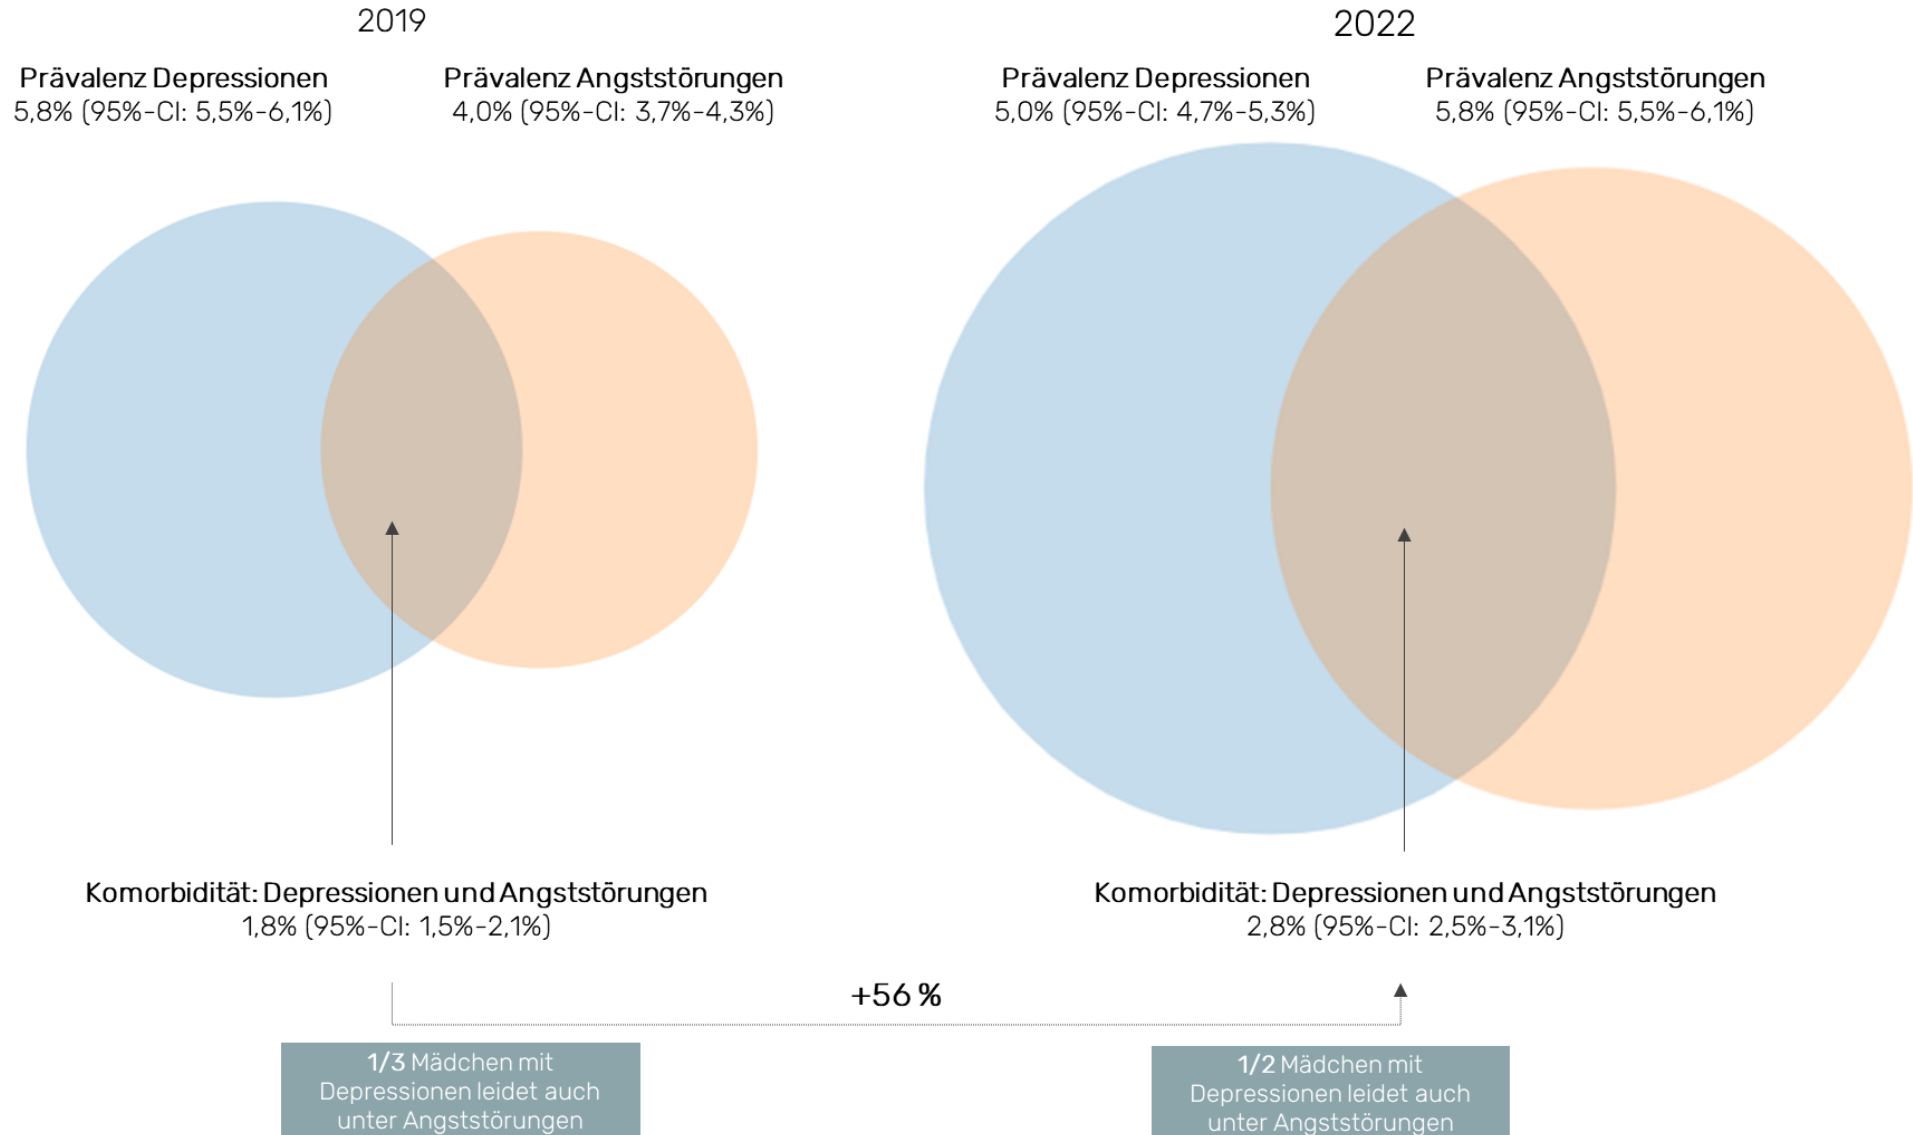 2019
Prävalenz Depressionen
5,8% (95%-CI: 5,5%-6,1%)
Prävalenz Angststörungen
4,0% (95%-CI: 3,7%-4,3%)
Komorbidität: Depressionen und Angststörungen
1,8% (95%-CI: 1,5%-2,1%)
1/3 Mädchen mit
Depressionen leidet auch
unter Angststörungen
+56 %
2022
Prävalenz Depressionen
5,0% (95%-CI: 4,7%-5,3%)
Prävalenz Angststörungen
5,8% (95%-CI: 5,5%-6,1%)
Komorbidität: Depressionen und Angststörungen
2,8% (95%-CI: 2,5%-3,1%)
1/2 Mädchen mit
Depressionen leidet auch
unter Angststörungen